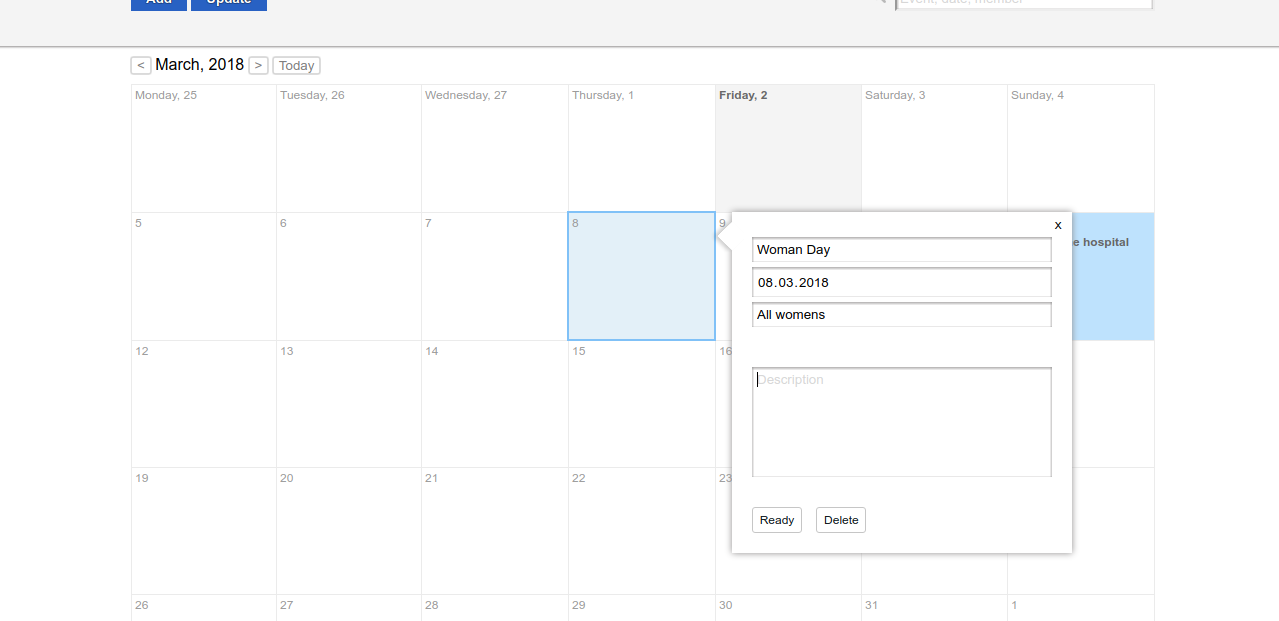 Add Update Event, date, member
< March, 2018 > Today
Monday, 25 Tuesday, 26 Wednesday, 27 Thursday, 1 Friday, 2 Saturday, 3 Sunday, 4
5 6 7 8 9 x
Woman Day
e hospital
08.03.2018
All womens
12 13 14 15 16
Description
19 20 21 22 23
Ready Delete
26 27 28 29 30 31 1